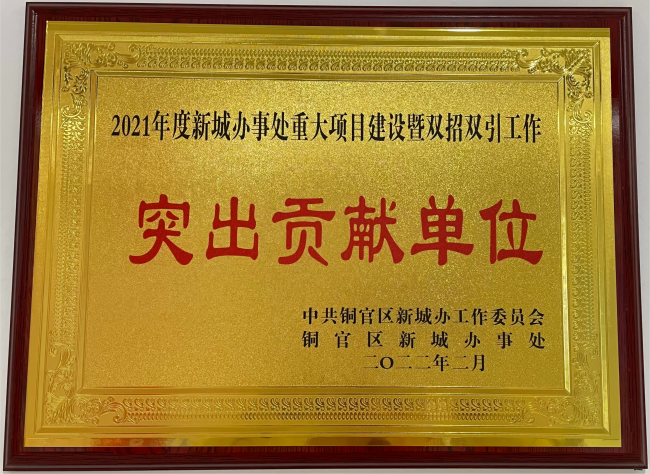 2021年度新城办事处重大项目建设暨双招双引工作
突出贡献单位
中共铜官区新城办工作委员会
铜官区新城办事处
二〇二二年二月